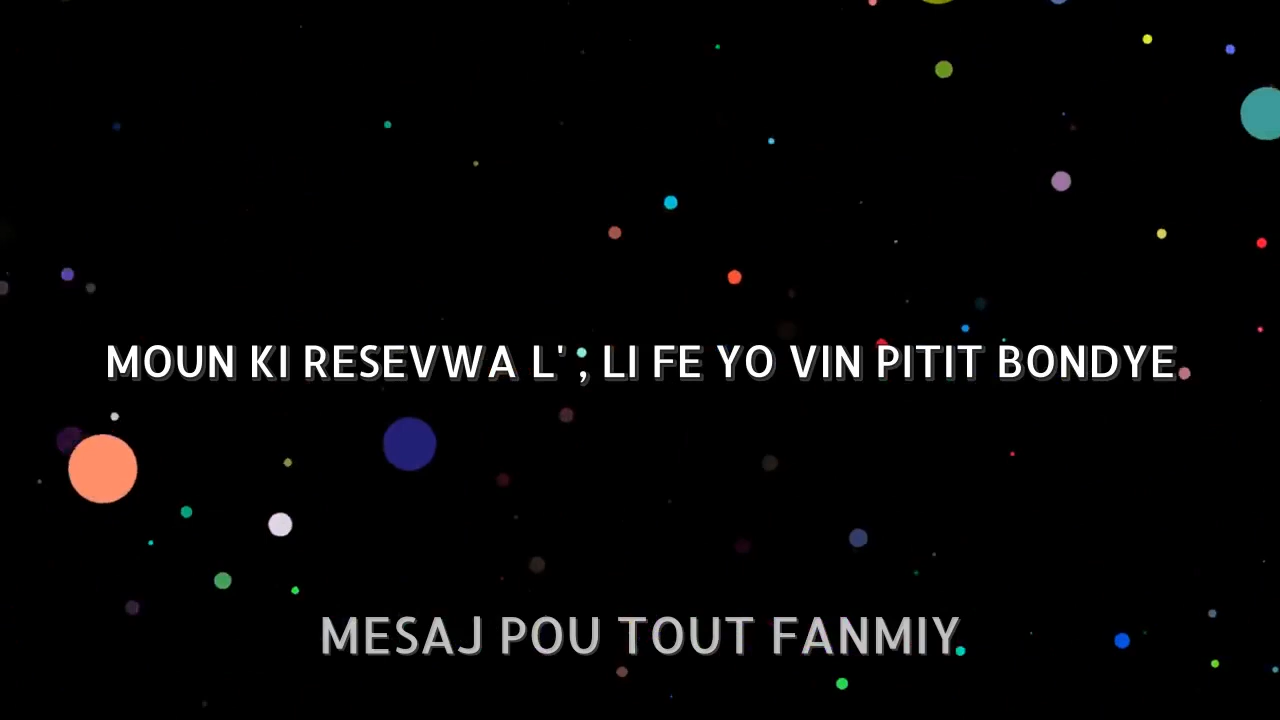 MOUN KI RESEVWA L' ; LI FE YO VIN PITIT BONDYE
MESAJ POU TOUT FANMIY